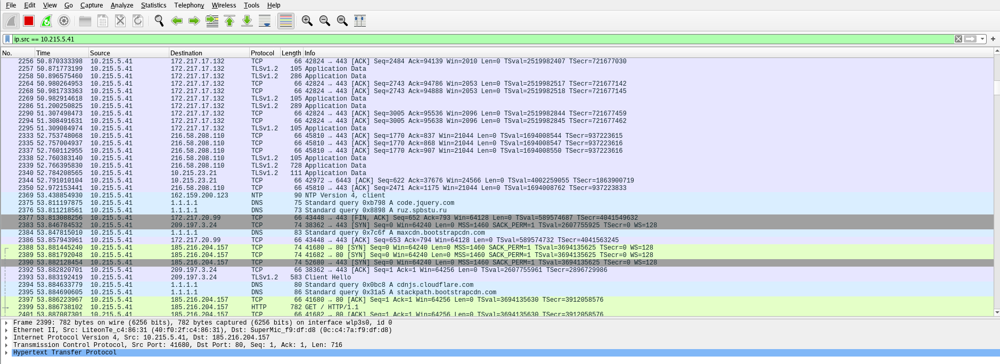 File Edit View Go Capture Analyze Statistics Telephony Wireless Tools Help
ip.src == 10.215.5.41
No. Time Source Destination Protocol Length Info
2256 50.870333398 10.215.5.41 172.217.17.132 TCP 66 42824 → 443 [ACK] Seq=2484 Ack=94139 Win=2010 Len=0 TSval=2519982407 TSecr=721677030
2257 50.871773199 10.215.5.41 172.217.17.132 TLSv1.2 105 Application Data
2258 50.896575460 10.215.5.41 172.217.17.132 TLSv1.2 286 Application Data
2264 50.980264953 10.215.5.41 172.217.17.132 TCP 66 42824 → 443 [ACK] Seq=2743 Ack=94786 Win=2053 Len=0 TSval=2519982517 TSecr=721677142
2268 50.981733363 10.215.5.41 172.217.17.132 TCP 66 42824 → 443 [ACK] Seq=2743 Ack=94888 Win=2053 Len=0 TSval=2519982518 TSecr=721677145
2269 50.982914618 10.215.5.41 172.217.17.132 TLSv1.2 105 Application Data
2286 51.200250825 10.215.5.41 172.217.17.132 TLSv1.2 289 Application Data
2290 51.307498473 10.215.5.41 172.217.17.132 TCP 66 42824 → 443 [ACK] Seq=3005 Ack=95536 Win=2096 Len=0 TSval=2519982844 TSecr=721677459
2294 51.308491631 10.215.5.41 172.217.17.132 TCP 66 42824 → 443 [ACK] Seq=3005 Ack=95638 Win=2096 Len=0 TSval=2519982845 TSecr=721677462
2295 51.309084974 10.215.5.41 172.217.17.132 TLSv1.2 105 Application Data
2333 52.753748068 10.215.5.41 216.58.208.110 TCP 66 45810 → 443 [ACK] Seq=1770 Ack=837 Win=21044 Len=0 TSval=1694008544 TSecr=937223615
2335 52.757004937 10.215.5.41 216.58.208.110 TCP 66 45810 → 443 [ACK] Seq=1770 Ack=868 Win=21044 Len=0 TSval=1694008547 TSecr=937223616
2337 52.760112955 10.215.5.41 216.58.208.110 TCP 66 45810 → 443 [ACK] Seq=1770 Ack=907 Win=21044 Len=0 TSval=1694008550 TSecr=937223616
2338 52.760383140 10.215.5.41 216.58.208.110 TLSv1.2 105 Application Data
2339 52.766395830 10.215.5.41 216.58.208.110 TLSv1.2 728 Application Data
2340 52.784208565 10.215.5.41 10.215.23.21 TLSv1.2 111 Application Data
2344 52.791010104 10.215.5.41 10.215.23.21 TCP 66 42972 → 6443 [ACK] Seq=622 Ack=37676 Win=24566 Len=0 TSval=4002259055 TSecr=1863900719
2350 52.972153441 10.215.5.41 216.58.208.110 TCP 66 45810 → 443 [ACK] Seq=2471 Ack=1175 Win=21044 Len=0 TSval=1694008762 TSecr=937223833
2369 53.438854930 10.215.5.41 162.159.200.123 NTP 90 NTP Version 4, client
2375 53.811197875 10.215.5.41 1.1.1.1 DNS 75 Standard query 0xb798 A code.jquery.com
2376 53.811218561 10.215.5.41 1.1.1.1 DNS 73 Standard query 0x8898 A ruz.spbstu.ru
2377 53.813088256 10.215.5.41 172.217.20.99 TCP 66 43448 → 443 [FIN, ACK] Seq=652 Ack=793 Win=64128 Len=0 TSval=589574687 TSecr=4041549632
2383 53.846784532 10.215.5.41 209.197.3.24 TCP 74 38362 → 443 [SYN] Seq=0 Win=64240 Len=0 MSS=1460 SACK_PERM=1 TSval=2607755925 TSecr=0 WS=128
2384 53.847815010 10.215.5.41 1.1.1.1 DNS 83 Standard query 0x7c6f A maxcdn.bootstrapcdn.com
2386 53.857943961 10.215.5.41 172.217.20.99 TCP 66 43448 → 443 [ACK] Seq=653 Ack=794 Win=64128 Len=0 TSval=589574732 TSecr=4041563245
2388 53.881445240 10.215.5.41 185.216.204.157 TCP 74 41680 → 80 [SYN] Seq=0 Win=64240 Len=0 MSS=1460 SACK_PERM=1 TSval=3694135625 TSecr=0 WS=128
2389 53.881792048 10.215.5.41 185.216.204.157 TCP 74 41682 → 80 [SYN] Seq=0 Win=64240 Len=0 MSS=1460 SACK_PERM=1 TSval=3694135625 TSecr=0 WS=128
2390 53.882128454 10.215.5.41 185.216.204.157 TCP 74 52680 → 443 [SYN] Seq=0 Win=64240 Len=0 MSS=1460 SACK_PERM=1 TSval=3694135625 TSecr=0 WS=128
2392 53.882820701 10.215.5.41 209.197.3.24 TCP 66 38362 → 443 [ACK] Seq=1 Ack=1 Win=64256 Len=0 TSval=2607755961 TSecr=2896729986
2393 53.883192419 10.215.5.41 209.197.3.24 TLSv1.2 583 Client Hello
2394 53.884633779 10.215.5.41 1.1.1.1 DNS 80 Standard query 0x0bc8 A cdnjs.cloudflare.com
2395 53.884690605 10.215.5.41 1.1.1.1 DNS 86 Standard query 0x31a5 A stackpath.bootstrapcdn.com
2397 53.886223967 10.215.5.41 185.216.204.157 TCP 66 41680 → 80 [ACK] Seq=1 Ack=1 Win=64256 Len=0 TSval=3694135630 TSecr=3912058576
2399 53.886738102 10.215.5.41 185.216.204.157 HTTP 782 GET / HTTP/1.1
2401 53.887087301 10.215.5.41 185.216.204.157 TCP 66 41682 → 80 [ACK] Seq=1 Ack=1 Win=64256 Len=0 TSval=3694135630 TSecr=3912058576
Frame 2399: 782 bytes on wire (6256 bits), 782 bytes captured (6256 bits) on interface wlp3s0, id 0
Ethernet II, Src: LiteonTe_c4:86:31 (40:f0:2f:c4:86:31), Dst: SuperMic_f9:df:d8 (0c:c4:7a:f9:df:d8)
Internet Protocol Version 4, Src: 10.215.5.41, Dst: 185.216.204.157
Transmission Control Protocol, Src Port: 41680, Dst Port: 80, Seq: 1, Ack: 1, Len: 716
Hypertext Transfer Protocol